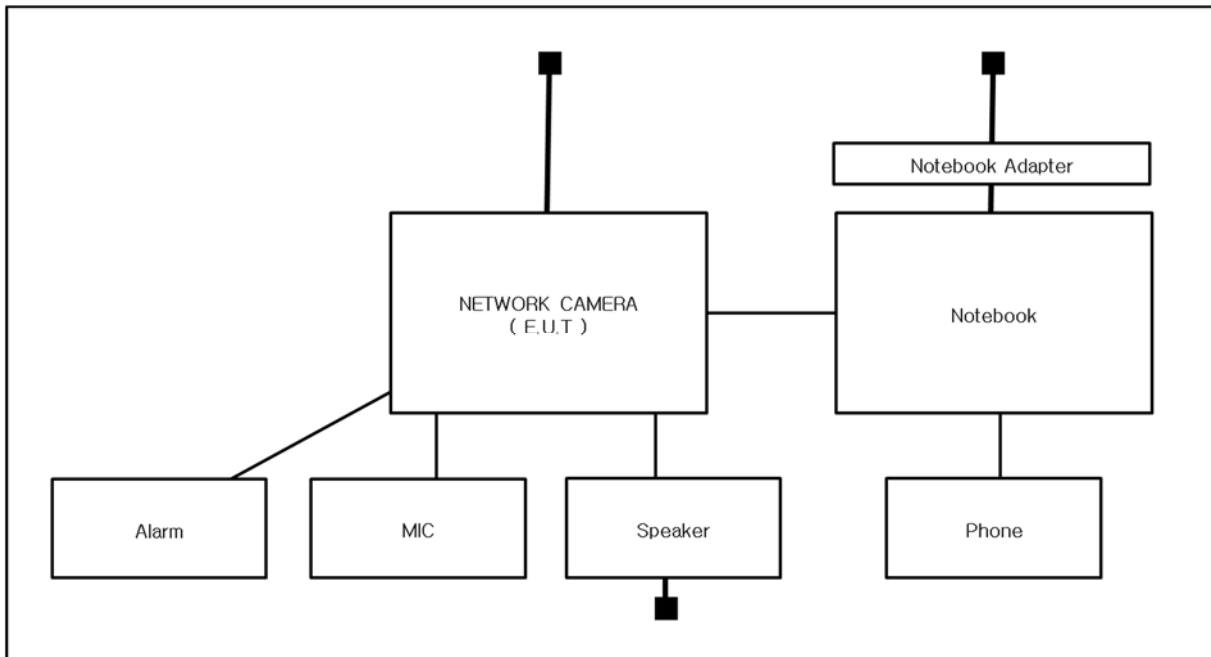 Notebook Adapter
NETWORK CAMERA
( E.U.T )
Notebook
Alarm
MIC
Speaker
Phone